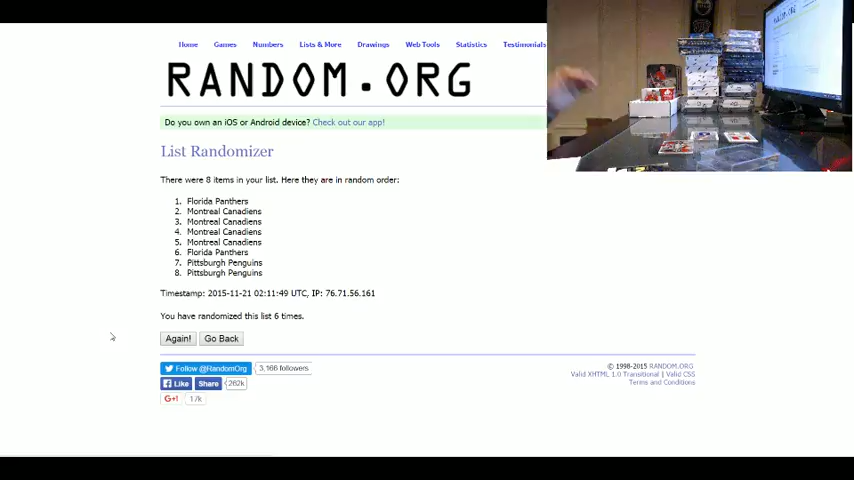 Home Games Numbers Lists & More Drawings Web Tools Statistics Testimonials
RANDOM.ORG
Do you own an iOS or Android device? Check out our app!
List Randomizer
There were 8 items in your list. Here they are in random order:
1. Florida Panthers
2. Montreal Canadiens
3. Montreal Canadiens
4. Montreal Canadiens
5. Montreal Canadiens
6. Florida Panthers
7. Pittsburgh Penguins
8. Pittsburgh Penguins
Timestamp: 2015-11-21 02:11:49 UTC, IP: 76.71.56.161
You have randomized this list 6 times.
Again! Go Back
Follow @RandomOrg 3,166 followers
Like Share 262k
G+1 17k
© 1998-2015 RANDOM.ORG
Valid XHTML 1.0 Transitional | Valid CSS
Terms and Conditions